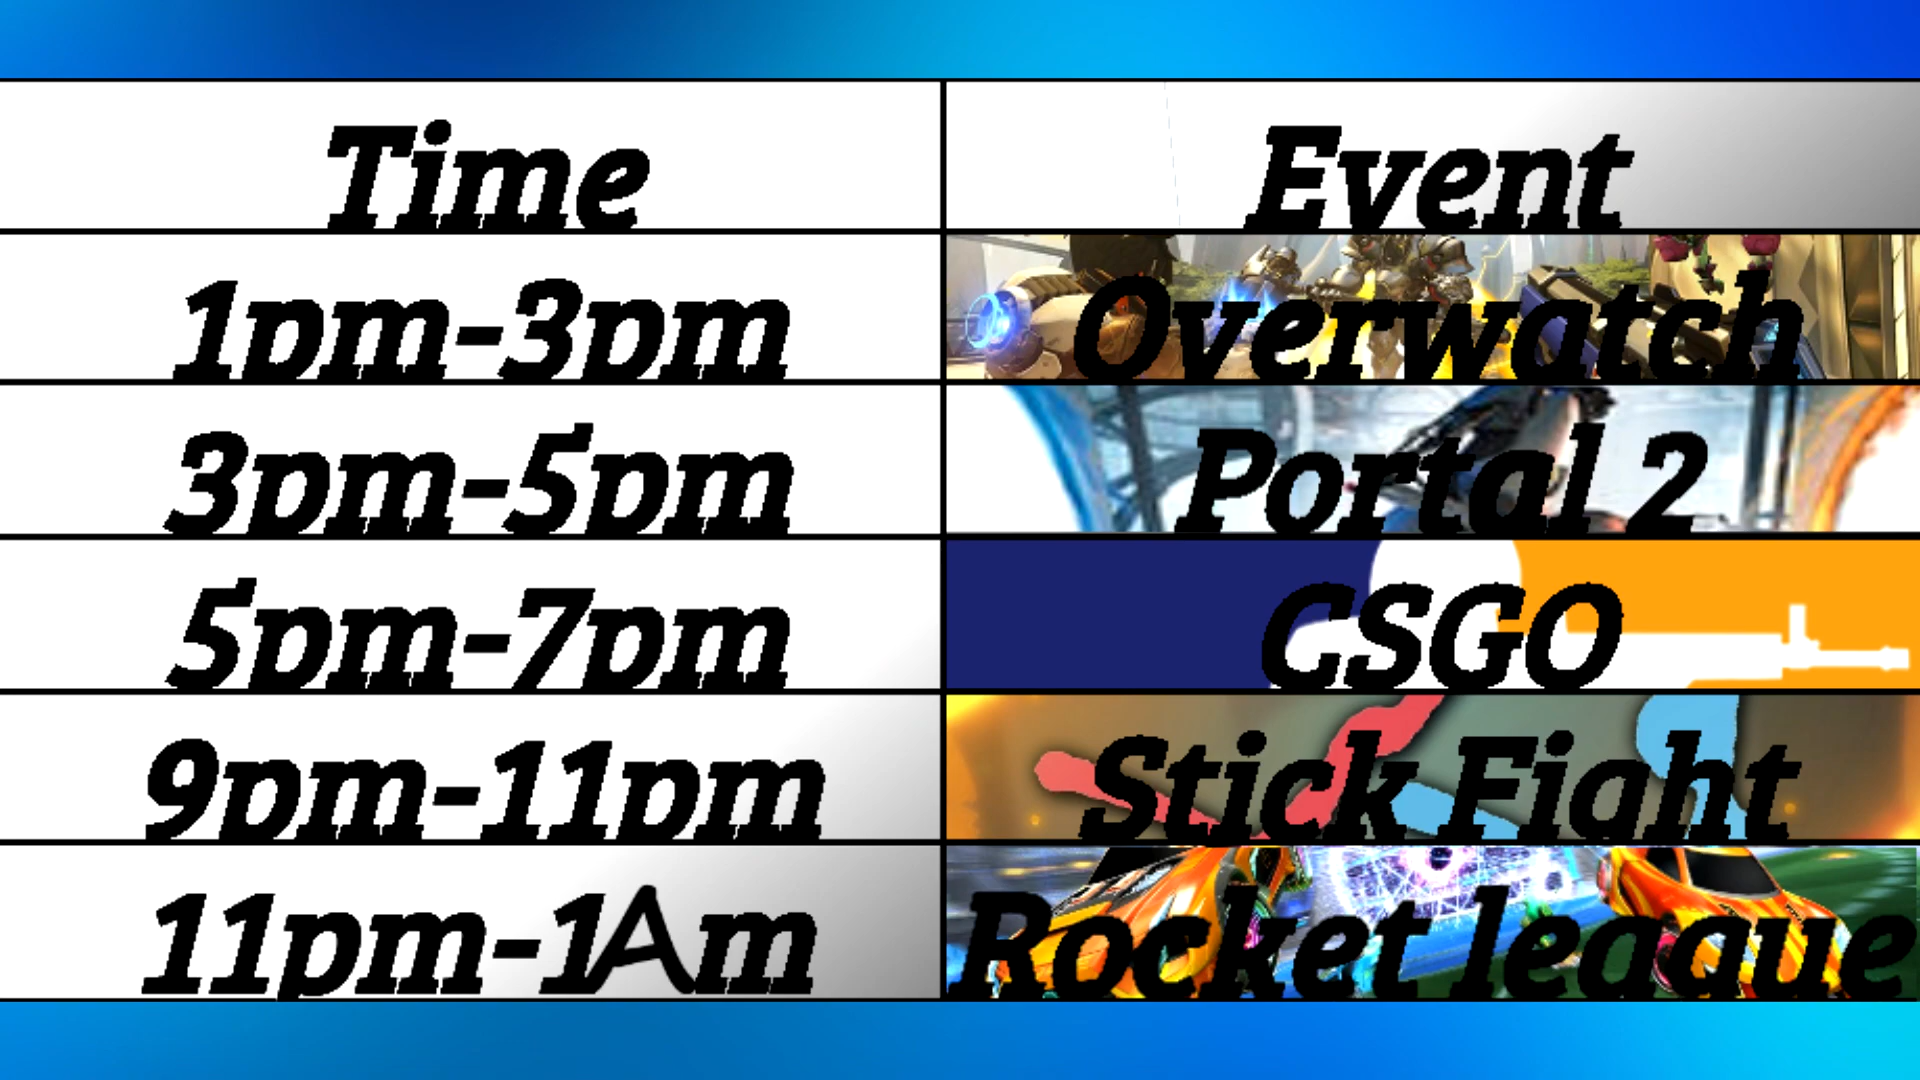 Time Event
1pm-3pm Overwatch
3pm-5pm Portal 2
5pm-7pm CSGO
9pm-11pm Stick Fight
11pm-1Am Rocket league